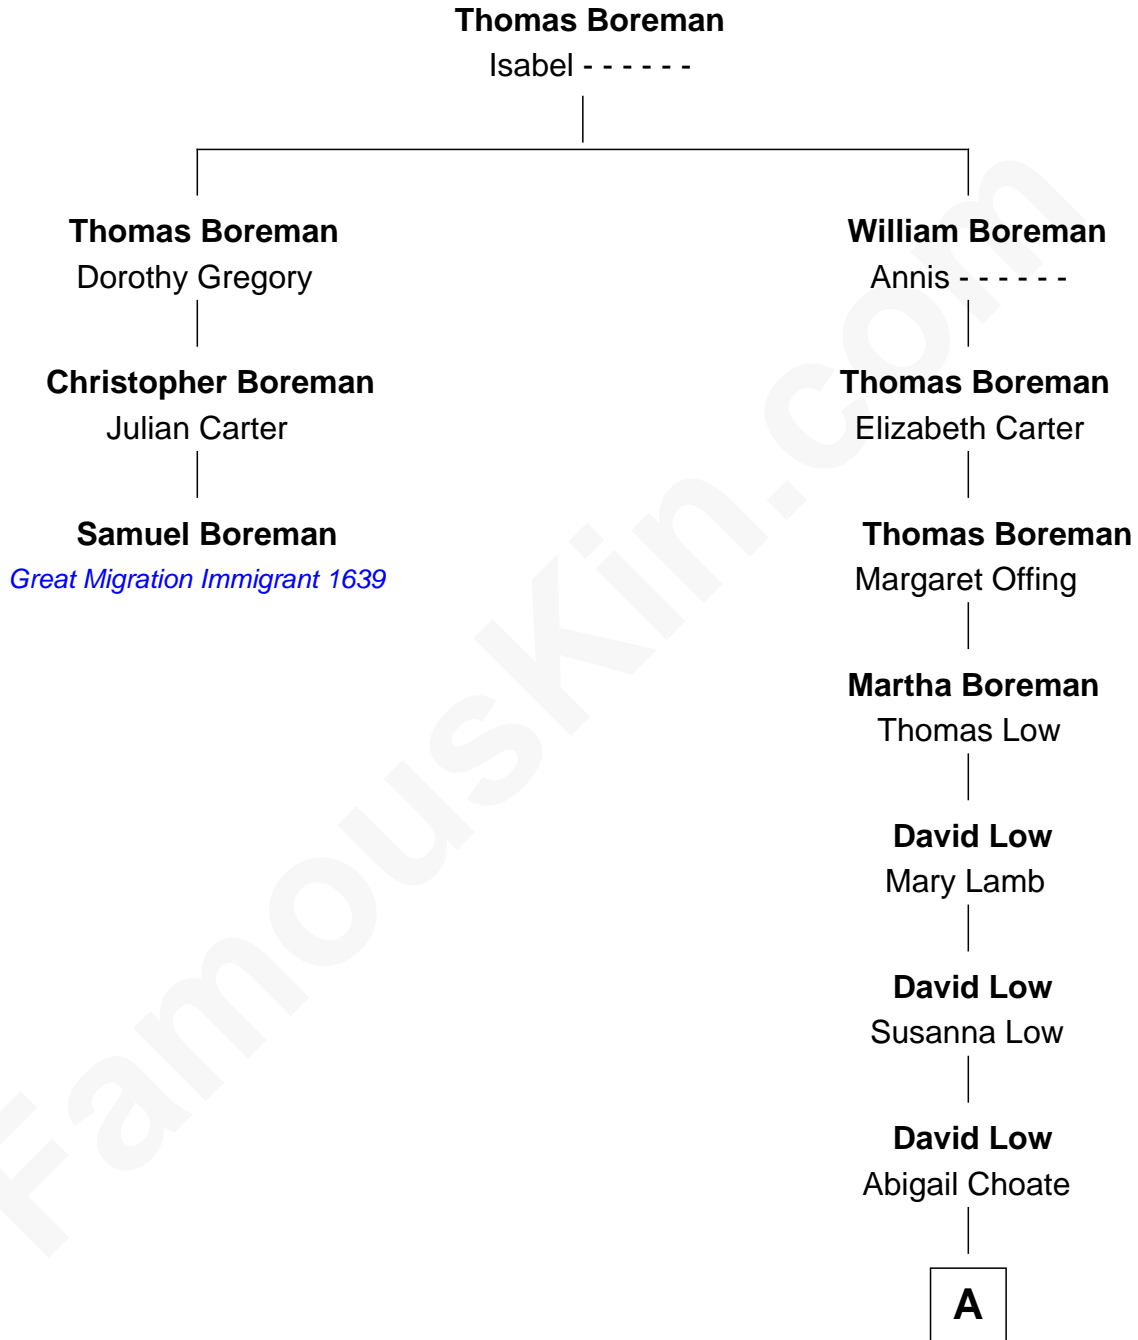 Thomas Boreman
Isabel - - - - - -
Thomas Boreman
Dorothy Gregory
William Boreman
Annis - - - - - -
Christopher Boreman
Julian Carter
Thomas Boreman
Elizabeth Carter
Samuel Boreman
Great Migration Immigrant 1639
Thomas Boreman
Margaret Offing
Martha Boreman
Thomas Low
David Low
Mary Lamb
David Low
Susanna Low
David Low
Abigail Choate
A
FamousKin.com